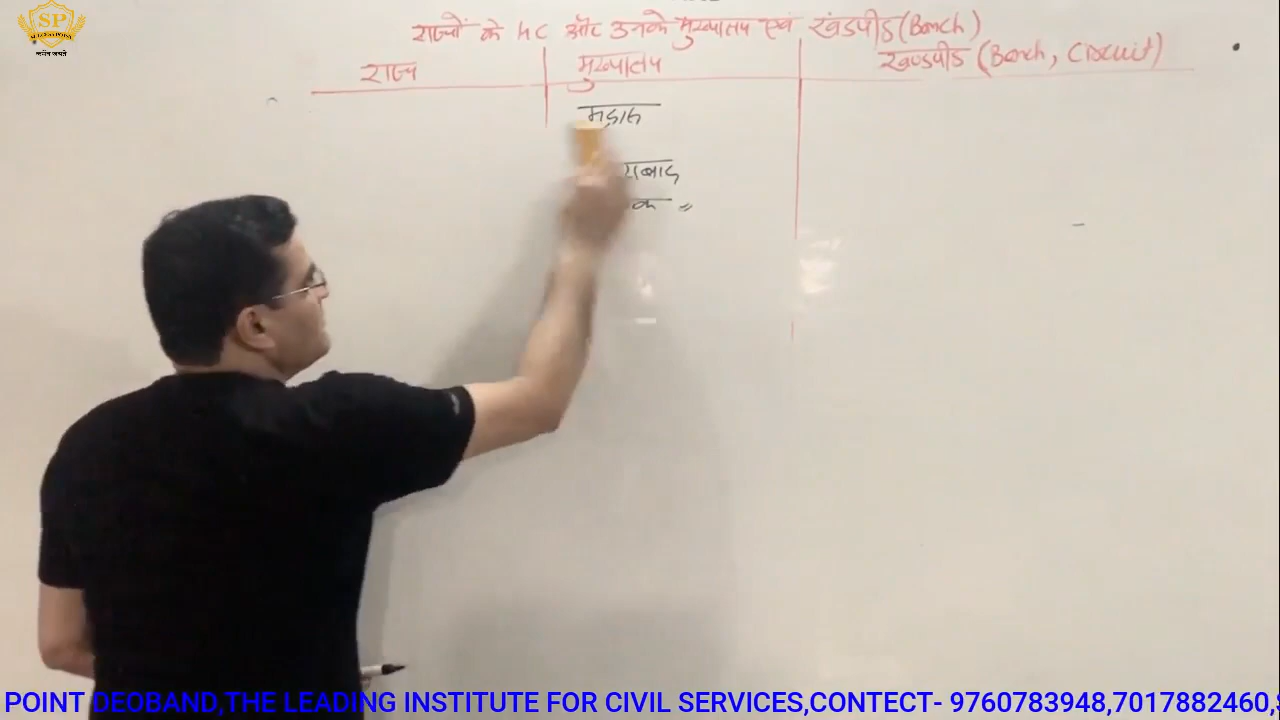 SP
राज्यों के HC और उनके मुख्यालय एवं खंडपीठ (Bench)
राज्य मुख्यालय खण्डपीठ (Bench, Circuit)
मद्रास
राबाद
POINT DEOBAND,THE LEADING INSTITUTE FOR CIVIL SERVICES,CONTECT- 9760783948,7017882460,